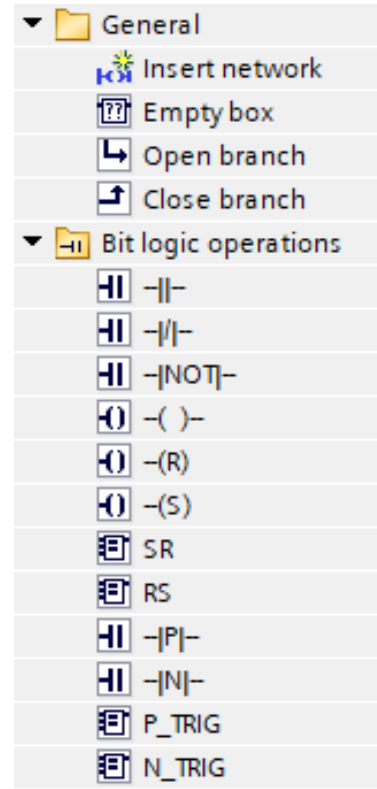 General
Insert network
?? Empty box
Open branch
Close branch
Bit logic operations
--||--
--|/|--
--|NOT|--
--( )--
--(R)
--(S)
SR
RS
--|P|--
--|N|--
P_TRIG
N_TRIG